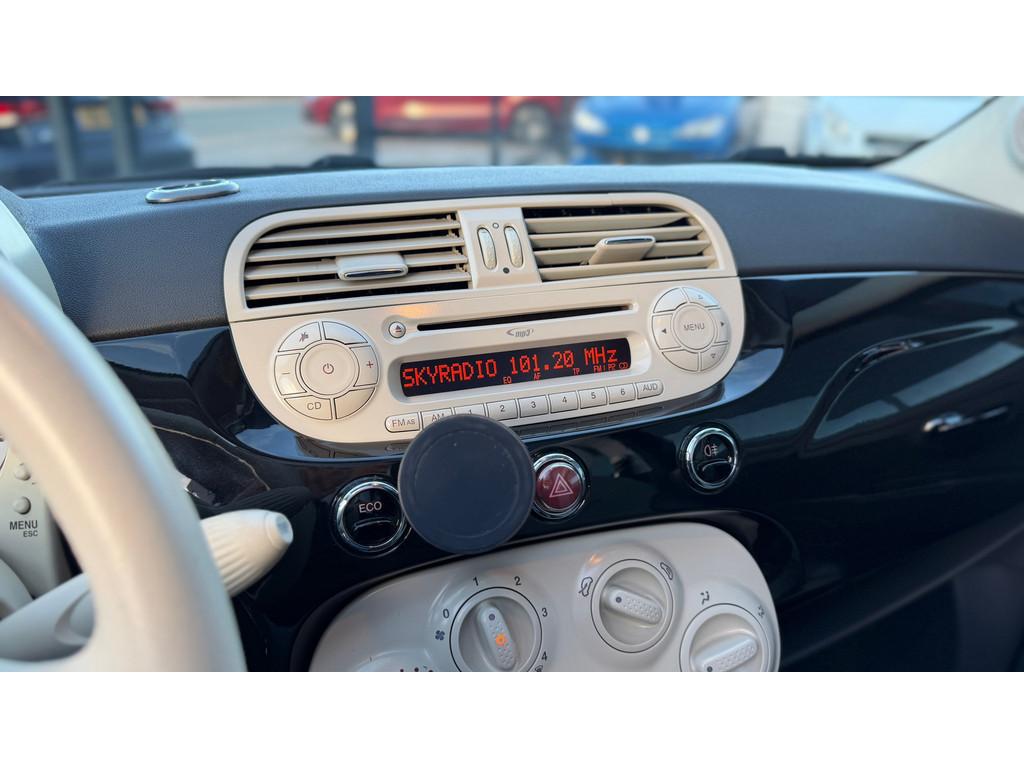 mp3
MENU
SKYRADIO 101.20 MHz
EQ AF TP FM1 P2 CD
CD
+
−
FM AS AM 1 2 3 4 5 6 AUD
ECO
MENU
ESC
0 1 2 3 4